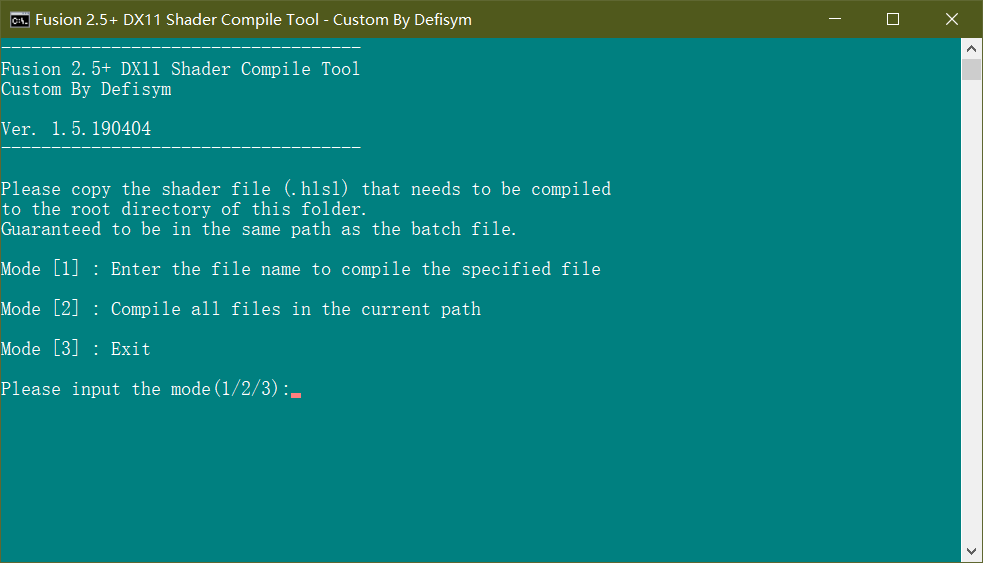 Fusion 2.5+ DX11 Shader Compile Tool - Custom By Defisym
------------------------------------
Fusion 2.5+ DX11 Shader Compile Tool
Custom By Defisym
Ver. 1.5.190404
------------------------------------
Please copy the shader file (.hlsl) that needs to be compiled
to the root directory of this folder.
Guaranteed to be in the same path as the batch file.
Mode [1] : Enter the file name to compile the specified file
Mode [2] : Compile all files in the current path
Mode [3] : Exit
Please input the mode(1/2/3):